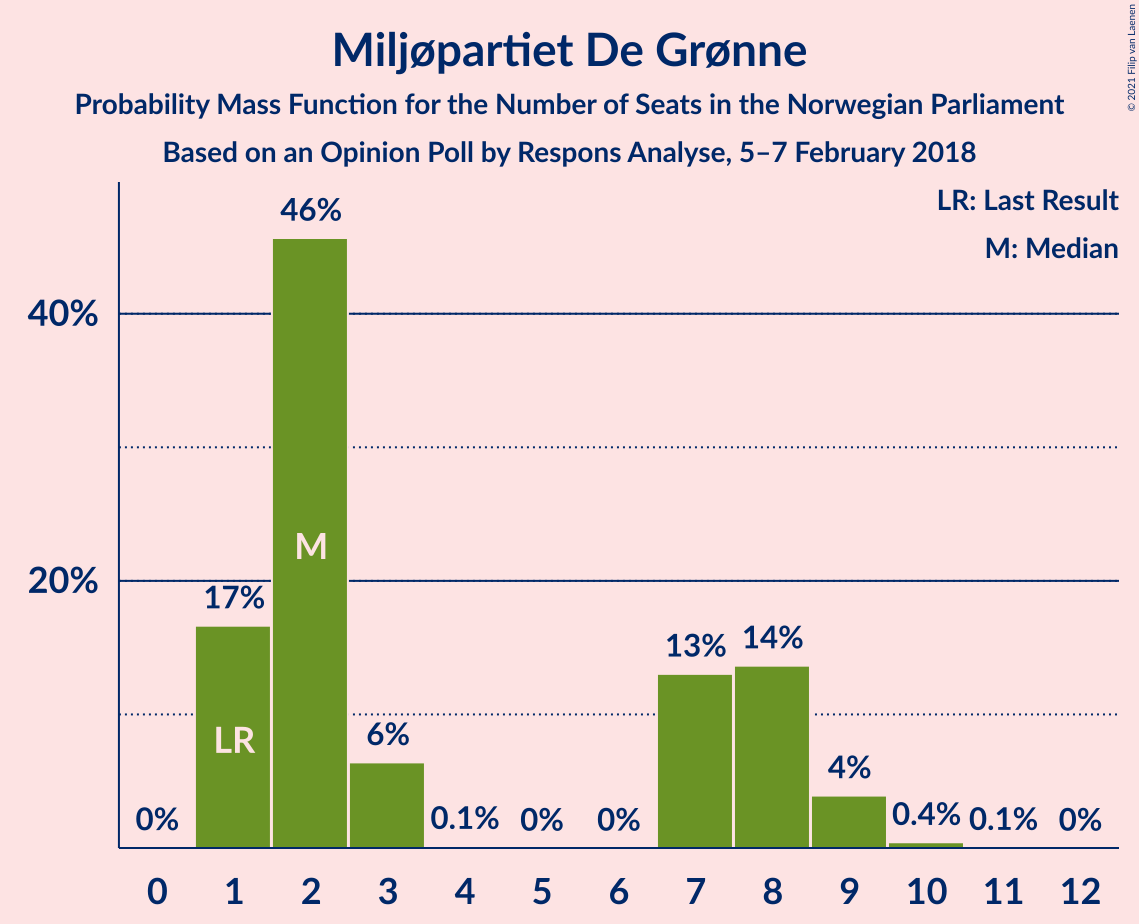 Miljøpartiet De Grønne
Probability Mass Function for the Number of Seats in the Norwegian Parliament
Based on an Opinion Poll by Respons Analyse, 5–7 February 2018
© 2021 Filip van Laenen
LR: Last Result
M: Median
46%
40%
M
20%
17%
13%
14%
LR
6%
4%
0%
0.1%
0%
0%
0.4%
0.1%
0%
0 1 2 3 4 5 6 7 8 9 10 11 12